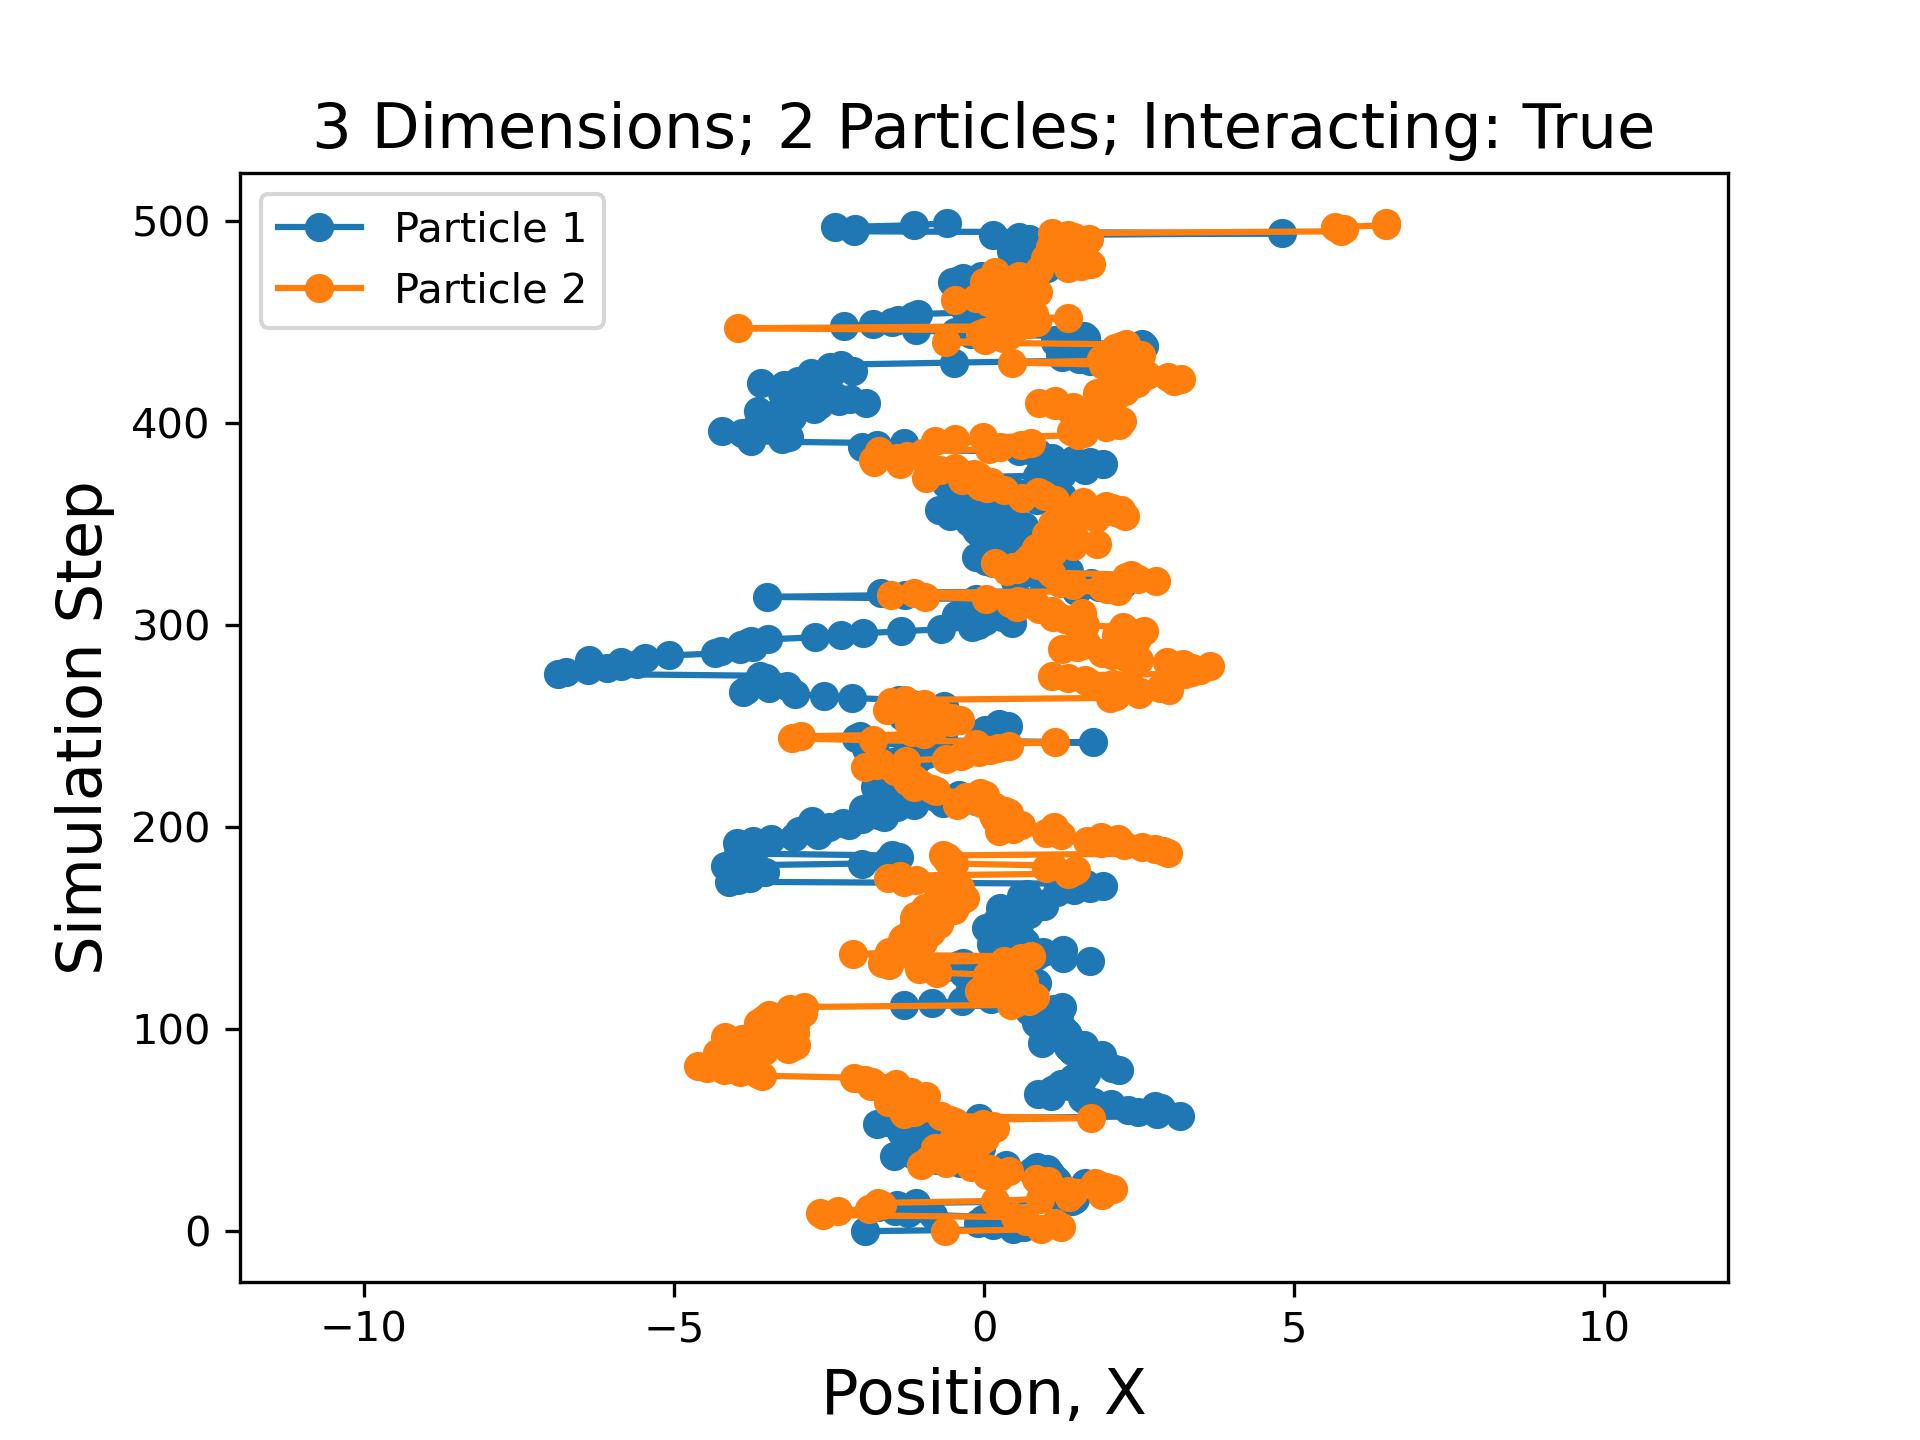 3 Dimensions; 2 Particles; Interacting: True
Particle 1
Particle 2
Simulation Step
500
400
300
200
100
0
−10
−5
0
5
10
Position, X